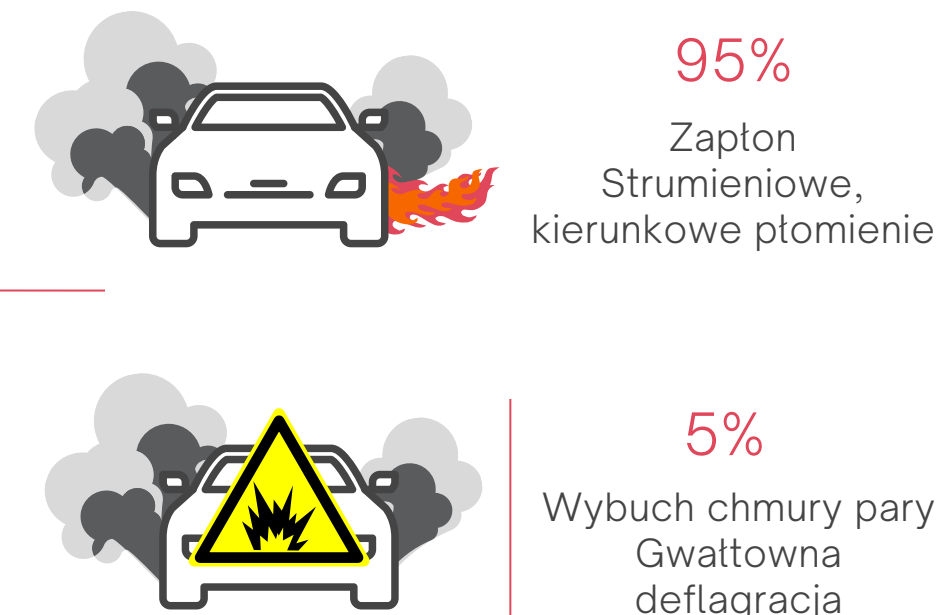 95%
Zapłon
Strumieniowe,
kierunkowe płomienie
5%
Wybuch chmury pary
Gwałtowna
deflagracja